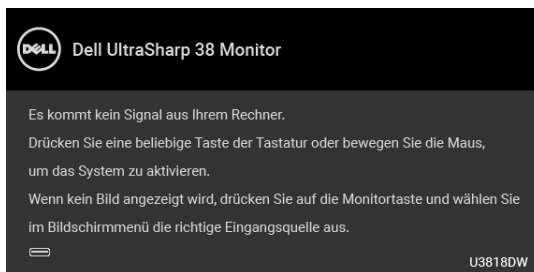 DELL Dell UltraSharp 38 Monitor
Es kommt kein Signal aus Ihrem Rechner.
Drücken Sie eine beliebige Taste der Tastatur oder bewegen Sie die Maus,
um das System zu aktivieren.
Wenn kein Bild angezeigt wird, drücken Sie auf die Monitortaste und wählen Sie
im Bildschirmmenü die richtige Eingangsquelle aus.
U3818DW